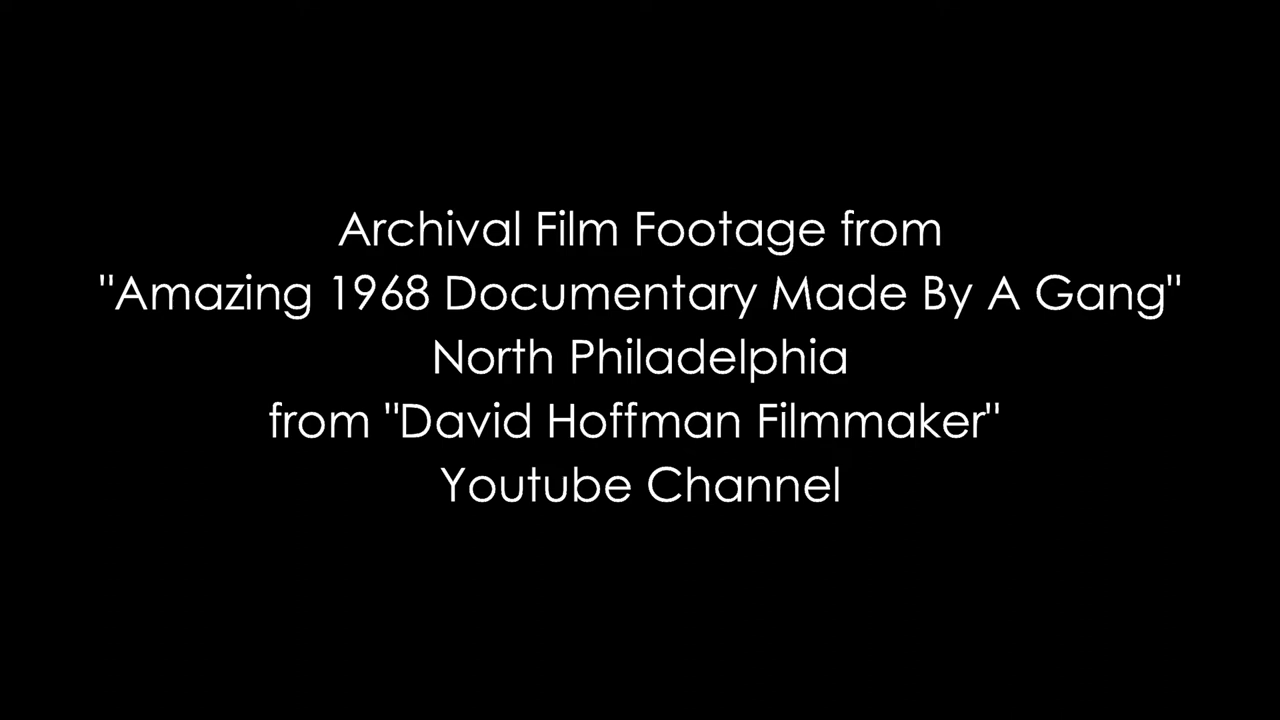 Archival Film Footage from
"Amazing 1968 Documentary Made By A Gang"
North Philadelphia
from "David Hoffman Filmmaker"
Youtube Channel